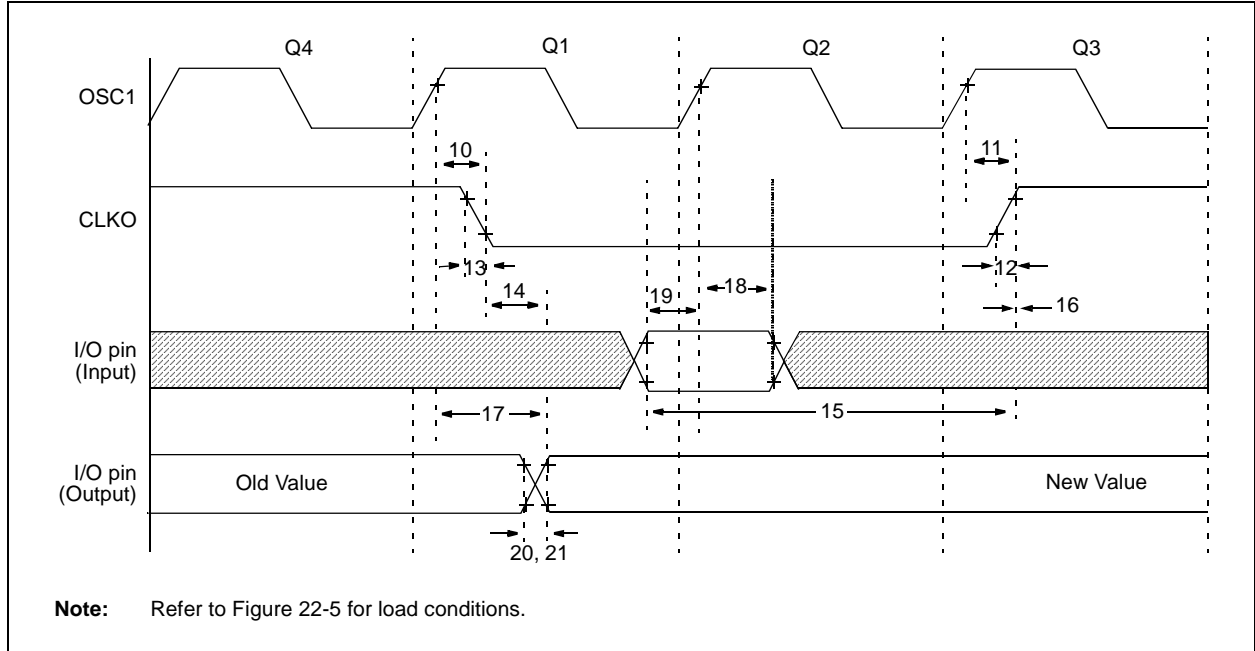 Q4 Q1 Q2 Q3
OSC1
10 11
CLKO
13 12
14 18
19 16
I/O pin
(Input)
15
17
I/O pin
(Output)
Old Value New Value
20, 21
Note: Refer to Figure 22-5 for load conditions.